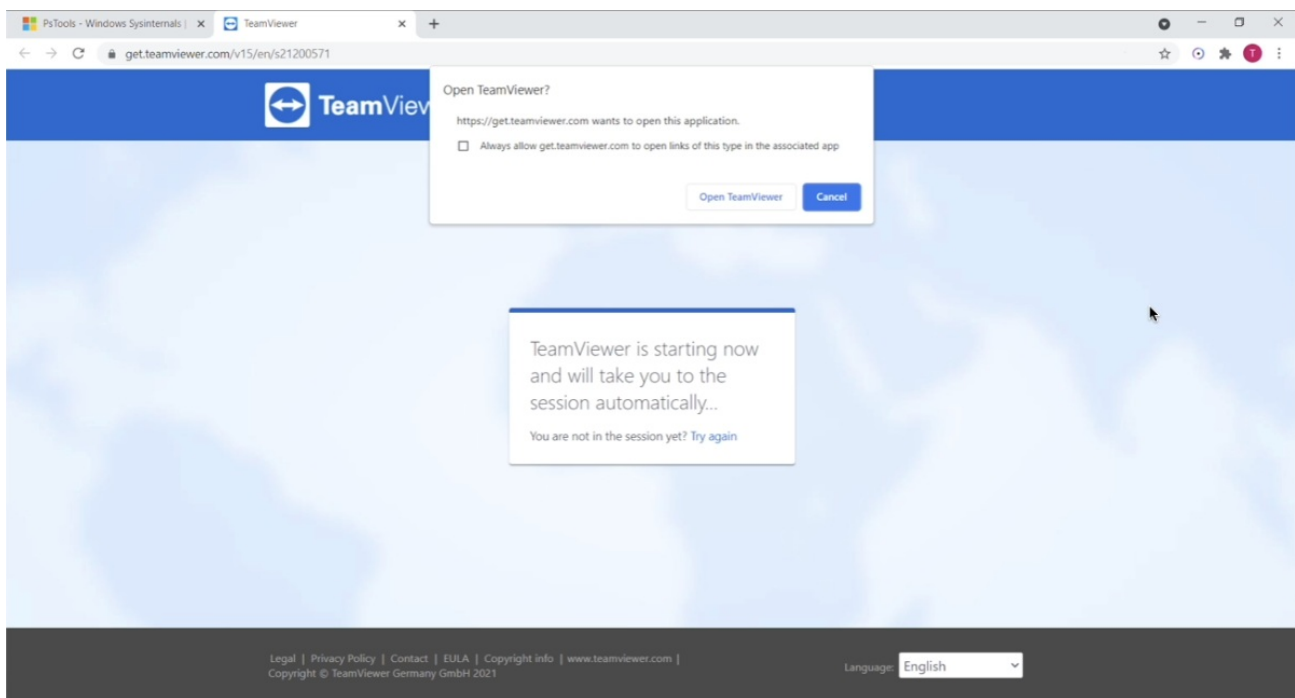 PsTools - Windows Sysinternals |
TeamViewer
get.teamviewer.com/v15/en/s21200571
T
TeamView
Open TeamViewer?
https://get.teamviewer.com wants to open this application.
Always allow get.teamviewer.com to open links of this type in the associated app
Open TeamViewer
Cancel
TeamViewer is starting now
and will take you to the
session automatically...
You are not in the session yet? Try again
Legal | Privacy Policy | Contact | EULA | Copyright info | www.teamviewer.com |
Copyright © TeamViewer Germany GmbH 2021
Language: English